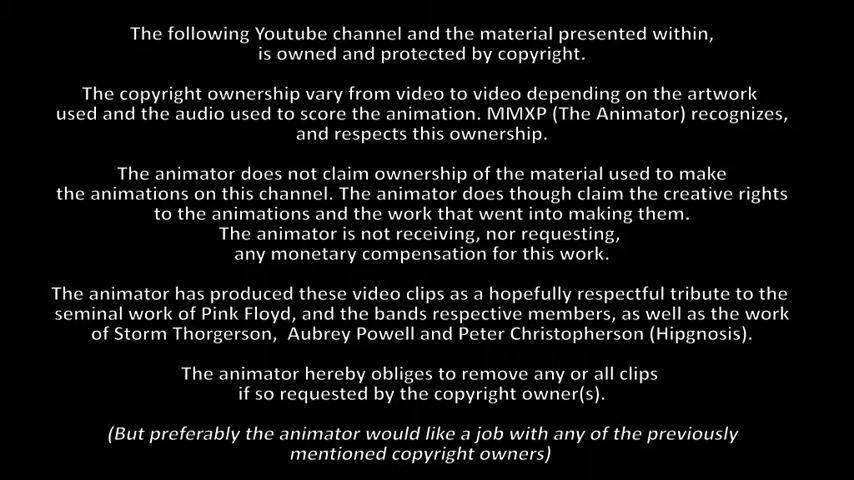 The following Youtube channel and the material presented within,
is owned and protected by copyright.
The copyright ownership vary from video to video depending on the artwork
used and the audio used to score the animation. MMXP (The Animator) recognizes,
and respects this ownership.
The animator does not claim ownership of the material used to make
the animations on this channel. The animator does though claim the creative rights
to the animations and the work that went into making them.
The animator is not receiving, nor requesting,
any monetary compensation for this work.
The animator has produced these video clips as a hopefully respectful tribute to the
seminal work of Pink Floyd, and the bands respective members, as well as the work
of Storm Thorgerson,  Aubrey Powell and Peter Christopherson (Hipgnosis).
The animator hereby obliges to remove any or all clips
if so requested by the copyright owner(s).
(But preferably the animator would like a job with any of the previously
mentioned copyright owners)